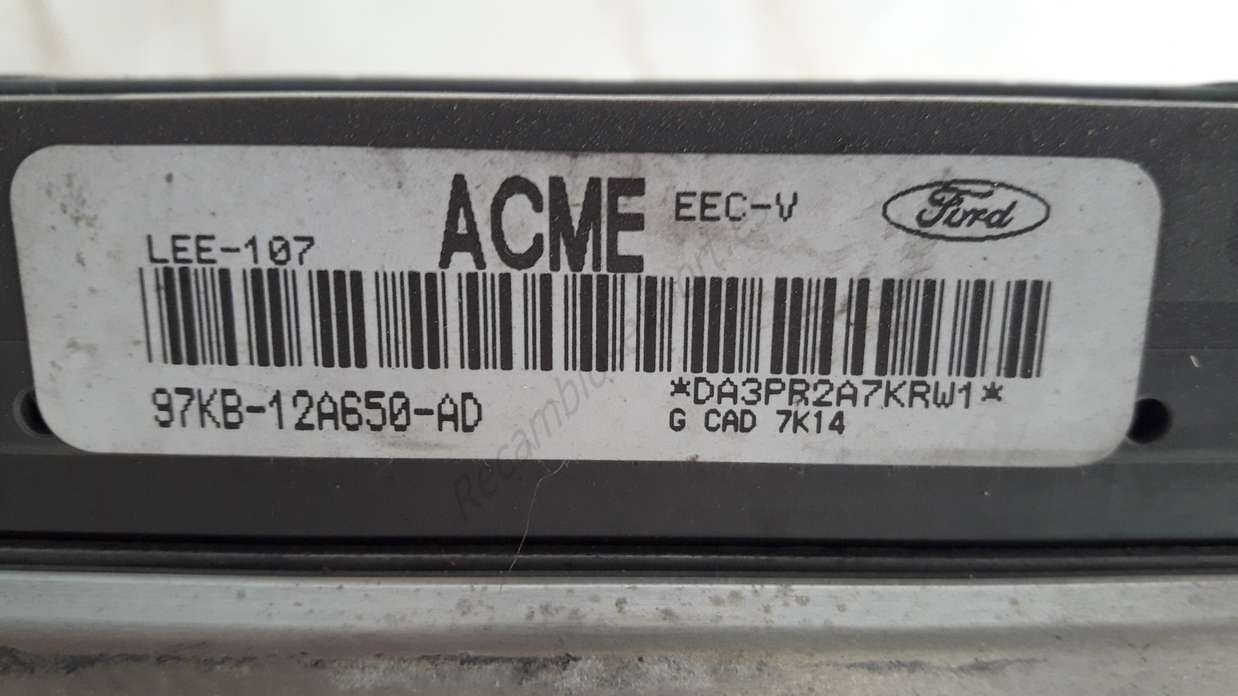 ACME EEC-V Ford
LEE-107
97KB-12A650-AD *DA3PR2A7KRW1*
G CAD 7K14